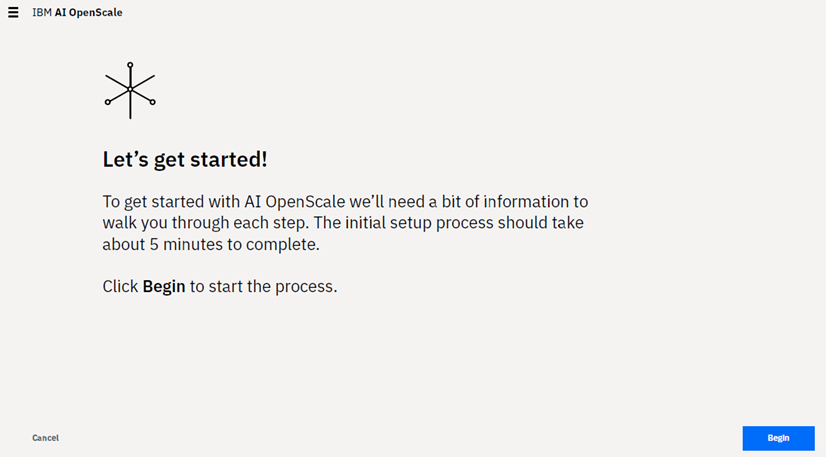 IBM AI OpenScale
Let's get started!
To get started with AI OpenScale we'll need a bit of information to
walk you through each step. The initial setup process should take
about 5 minutes to complete.
Click Begin to start the process.
Cancel
Begin